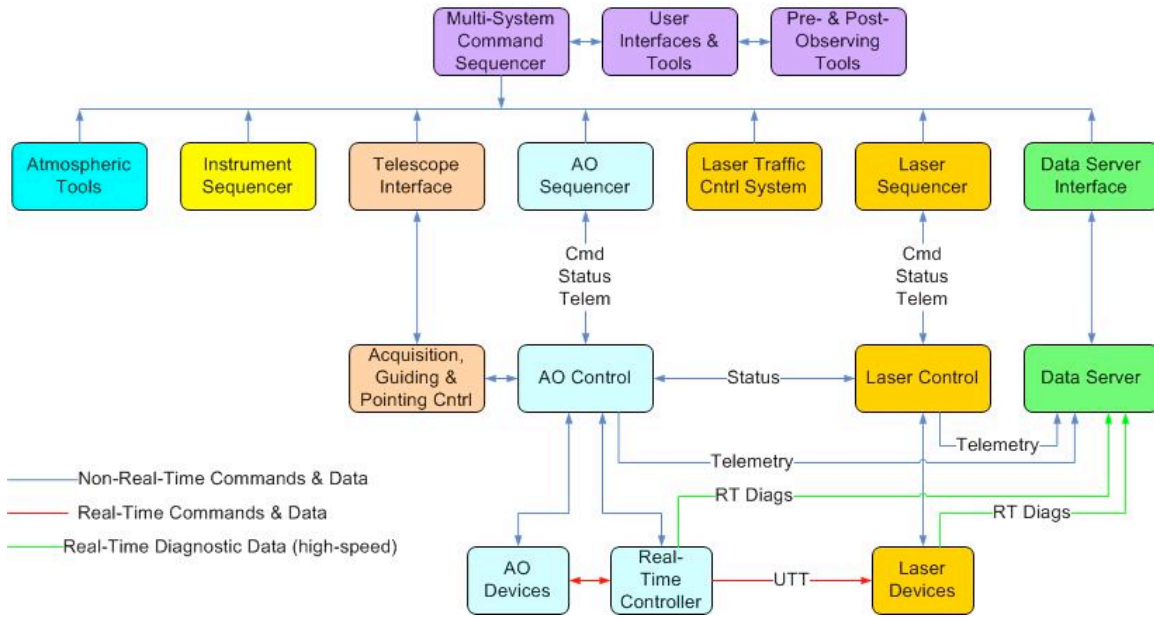 Multi-System
Command
Sequencer
User
Interfaces &
Tools
Pre- & Post-
Observing
Tools
Atmospheric
Tools
Instrument
Sequencer
Telescope
Interface
AO
Sequencer
Laser Traffic
Cntrl System
Laser
Sequencer
Data Server
Interface
Cmd
Status
Telem
Cmd
Status
Telem
Acquisition,
Guiding &
Pointing Cntrl
AO Control
Status
Laser Control
Data Server
Telemetry
Telemetry
RT Diags
RT Diags
Non-Real-Time Commands & Data
Real-Time Commands & Data
Real-Time Diagnostic Data (high-speed)
AO
Devices
Real-
Time
Controller
UTT
Laser
Devices